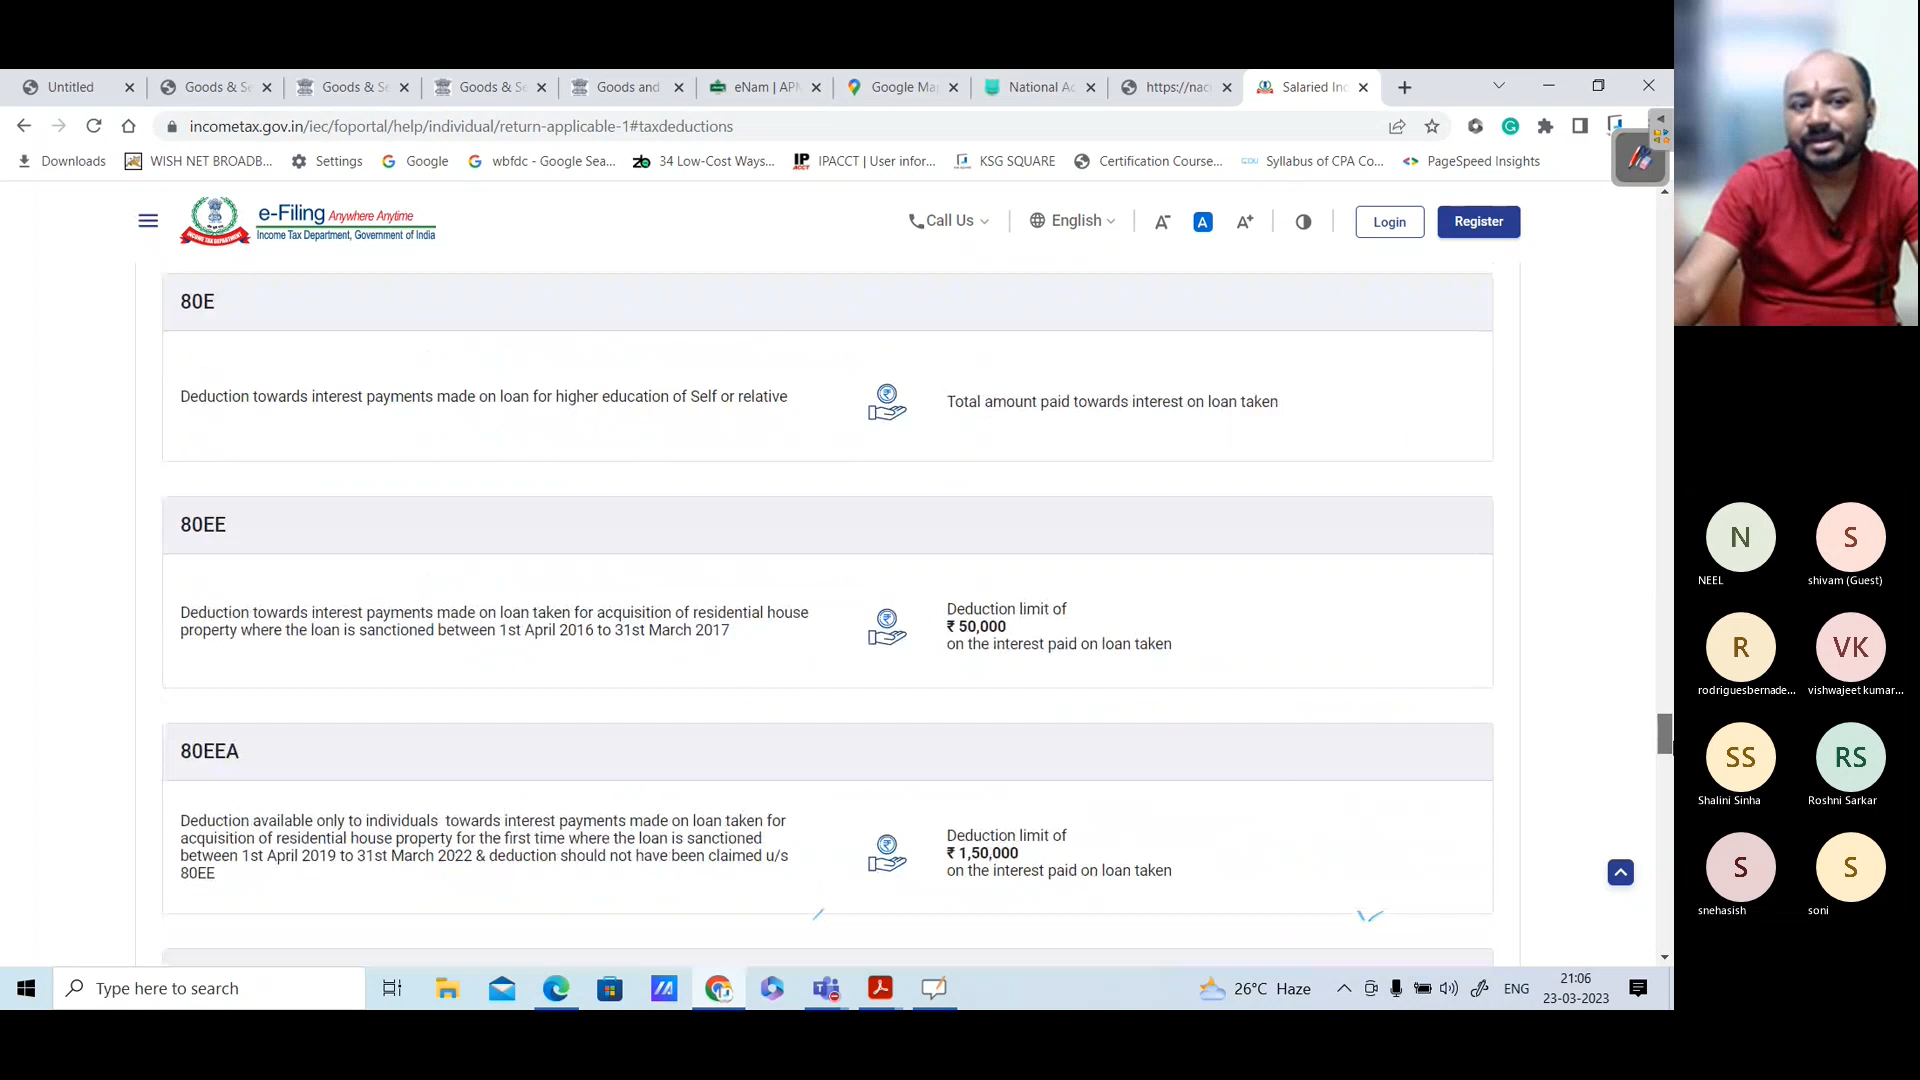 Untitled
Goods & Se
Goods & Se
Goods & Se
Goods and
eNam | APM
Google Ma
National Ac
https://nac
Salaried Inc
incometax.gov.in/iec/foportal/help/individual/return-applicable-1#taxdeductions
Downloads
WISH NET BROADB...
Settings
Google
wbfdc - Google Sea...
34 Low-Cost Ways...
IPACCT | User infor...
KSG SQUARE
Certification Course...
Syllabus of CPA Co...
PageSpeed Insights
e-Filing Anywhere Anytime
Income Tax Department, Government of India
INCOME TAX DEPARTMENT
Call Us
English
A-
A
A+
Login
Register
80E
Deduction towards interest payments made on loan for higher education of Self or relative
Total amount paid towards interest on loan taken
80EE
Deduction towards interest payments made on loan taken for acquisition of residential house
property where the loan is sanctioned between 1st April 2016 to 31st March 2017
Deduction limit of
₹ 50,000
on the interest paid on loan taken
80EEA
Deduction available only to individuals towards interest payments made on loan taken for
acquisition of residential house property for the first time where the loan is sanctioned
between 1st April 2019 to 31st March 2022 & deduction should not have been claimed u/s
80EE
Deduction limit of
₹ 1,50,000
on the interest paid on loan taken
N
NEEL
S
shivam (Guest)
R
rodriguesbernade...
VK
vishwajeet kumar...
SS
Shalini Sinha
RS
Roshni Sarkar
S
snehasish
S
soni
Type here to search
26°C Haze
ENG
21:06
23-03-2023